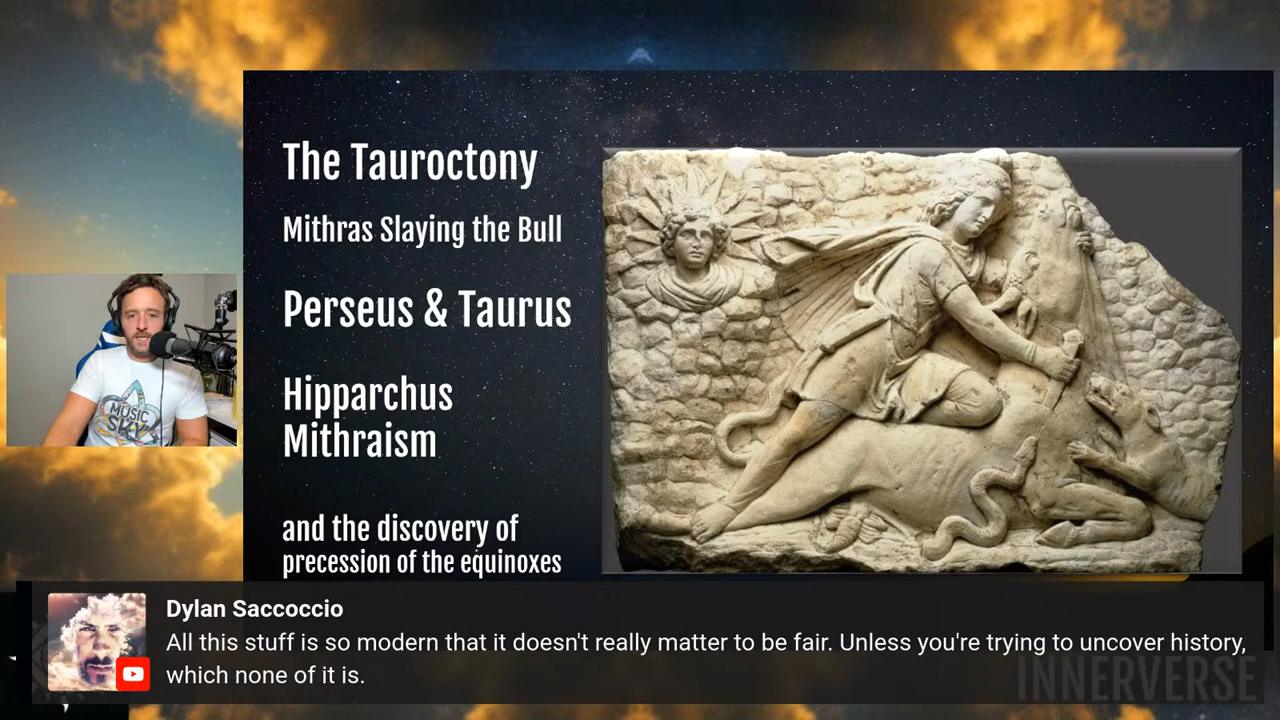 The Tauroctony
Mithras Slaying the Bull
Perseus & Taurus
Hipparchus
Mithraism
and the discovery of
precession of the equinoxes
MUSIC
SKY
Dylan Saccoccio
All this stuff is so modern that it doesn't really matter to be fair. Unless you're trying to uncover history,
which none of it is.
INNERVERSE